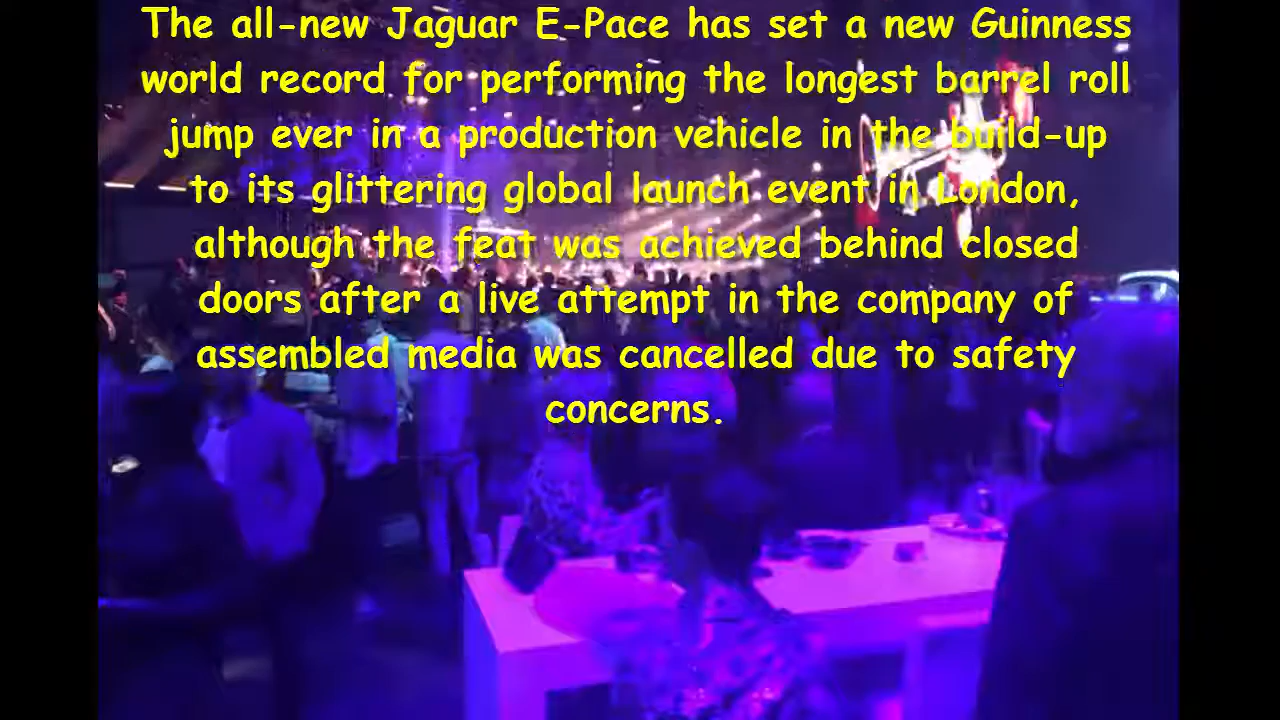 The all-new Jaguar E-Pace has set a new Guinness
world record for performing the longest barrel roll
jump ever in a production vehicle in the build-up
to its glittering global launch event in London,
although the feat was achieved behind closed
doors after a live attempt in the company of
assembled media was cancelled due to safety
concerns.